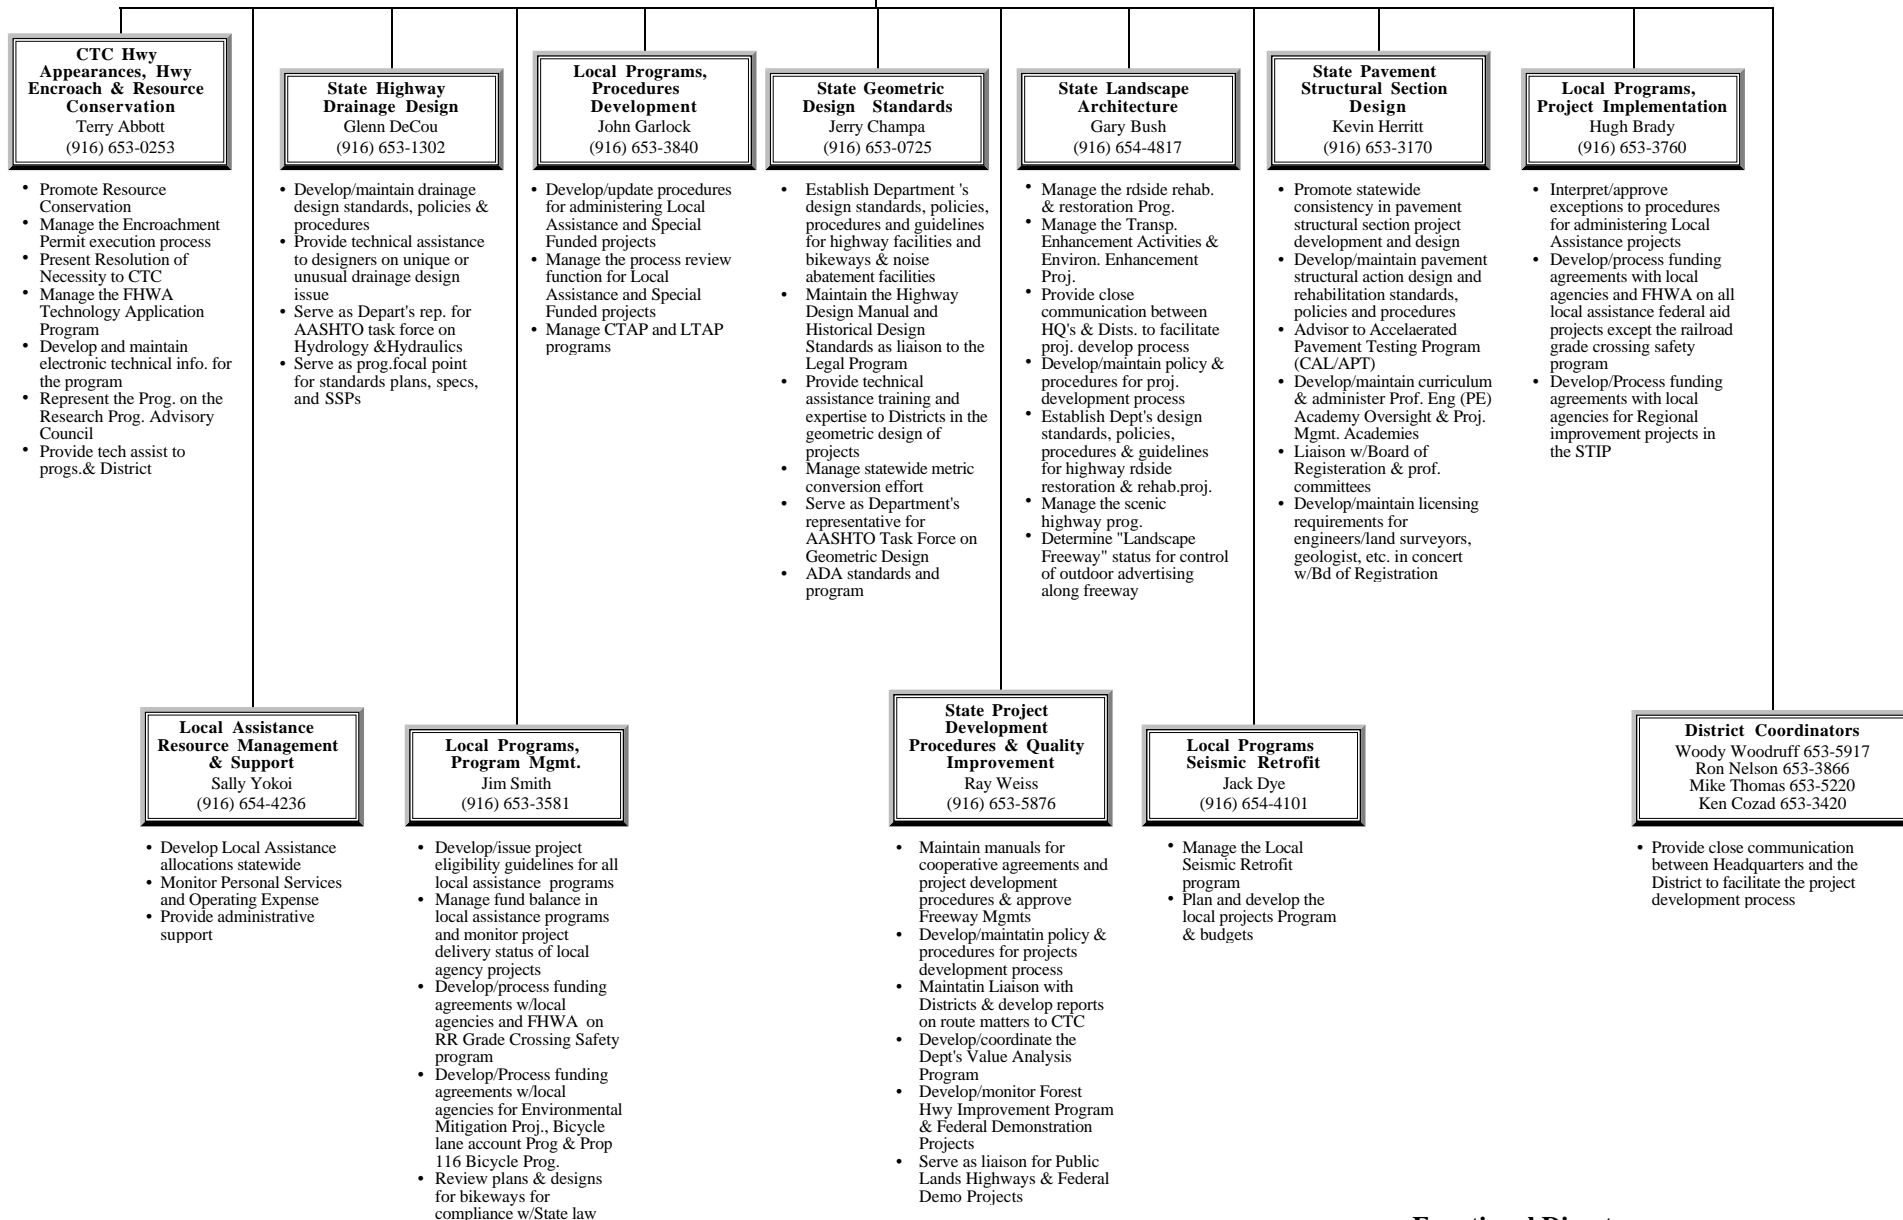 CTC Hwy
Appearances, Hwy
Encroach & Resource
Conservation
Terry Abbott
(916) 653-0253
• Promote Resource
Conservation
• Manage the Encroachment
Permit execution process
• Present Resolution of
Necessity to CTC
• Manage the FHWA
Technology Application
Program
• Develop and maintain
electronic technical info. for
the program
• Represent the Prog. on the
Research Prog. Advisory
Council
• Provide tech assist to
progs.& District
State Highway
Drainage Design
Glenn DeCou
(916) 653-1302
• Develop/maintain drainage
design standards, policies &
procedures
• Provide technical assistance
to designers on unique or
unusual drainage design
issue
• Serve as Depart's rep. for
AASHTO task force on
Hydrology &Hydraulics
• Serve as prog.focal point
for standards plans, specs,
and SSPs
Local Programs,
Procedures
Development
John Garlock
(916) 653-3840
• Develop/update procedures
for administering Local
Assistance and Special
Funded projects
• Manage the process review
function for Local
Assistance and Special
Funded projects
• Manage CTAP and LTAP
programs
State Geometric
Design Standards
Jerry Champa
(916) 653-0725
• Establish Department 's
design standards, policies,
procedures and guidelines
for highway facilities and
bikeways & noise
abatement facilities
• Maintain the Highway
Design Manual and
Historical Design
Standards as liaison to the
Legal Program
• Provide technical
assistance training and
expertise to Districts in the
geometric design of
projects
• Manage statewide metric
conversion effort
• Serve as Department's
representative for
AASHTO Task Force on
Geometric Design
• ADA standards and
program
State Landscape
Architecture
Gary Bush
(916) 654-4817
• Manage the rdside rehab.
& restoration Prog.
• Manage the Transp.
Enhancement Activities &
Environ. Enhancement
Proj.
• Provide close
communication between
HQ's & Dists. to facilitate
proj. develop process
• Develop/maintain policy &
procedures for proj.
development process
• Establish Dept's design
standards, policies,
procedures & guidelines
for highway rdside
restoration & rehab.proj.
• Manage the scenic
highway prog.
• Determine "Landscape
Freeway" status for control
of outdoor advertising
along freeway
State Pavement
Structural Section
Design
Kevin Herritt
(916) 653-3170
• Promote statewide
consistency in pavement
structural section project
development and design
• Develop/maintain pavement
structural action design and
rehabilitation standards,
policies and procedures
• Advisor to Accelaerated
Pavement Testing Program
(CAL/APT)
• Develop/maintain curriculum
& administer Prof. Eng (PE)
Academy Oversight & Proj.
Mgmt. Academies
• Liaison w/Board of
Registeration & prof.
committees
• Develop/maintain licensing
requirements for
engineers/land surveyors,
geologist, etc. in concert
w/Bd of Registration
Local Programs,
Project Implementation
Hugh Brady
(916) 653-3760
• Interpret/approve
exceptions to procedures
for administering Local
Assistance projects
• Develop/process funding
agreements with local
agencies and FHWA on all
local assistance federal aid
projects except the railroad
grade crossing safety
program
• Develop/Process funding
agreements with local
agencies for Regional
improvement projects in
the STIP
Local Assistance
Resource Management
& Support
Sally Yokoi
(916) 654-4236
• Develop Local Assistance
allocations statewide
• Monitor Personal Services
and Operating Expense
• Provide administrative
support
Local Programs,
Program Mgmt.
Jim Smith
(916) 653-3581
• Develop/issue project
eligibility guidelines for all
local assistance programs
• Manage fund balance in
local assistance programs
and monitor project
delivery status of local
agency projects
• Develop/process funding
agreements w/local
agencies and FHWA on
RR Grade Crossing Safety
program
• Develop/Process funding
agreements w/local
agencies for Environmental
Mitigation Proj., Bicycle
lane account Prog & Prop
116 Bicycle Prog.
• Review plans & designs
for bikeways for
compliance w/State law
State Project
Development
Procedures & Quality
Improvement
Ray Weiss
(916) 653-5876
• Maintain manuals for
cooperative agreements and
project development
procedures & approve
Freeway Mgmts
• Develop/maintatin policy &
procedures for projects
development process
• Maintatin Liaison with
Districts & develop reports
on route matters to CTC
• Develop/coordinate the
Dept's Value Analysis
Program
• Develop/monitor Forest
Hwy Improvement Program
& Federal Demonstration
Projects
• Serve as liaison for Public
Lands Highways & Federal
Demo Projects
Local Programs
Seismic Retrofit
Jack Dye
(916) 654-4101
• Manage the Local
Seismic Retrofit
program
• Plan and develop the
local projects Program
& budgets
District Coordinators
Woody Woodruff 653-5917
Ron Nelson 653-3866
Mike Thomas 653-5220
Ken Cozad 653-3420
• Provide close communication
between Headquarters and the
District to facilitate the project
development process